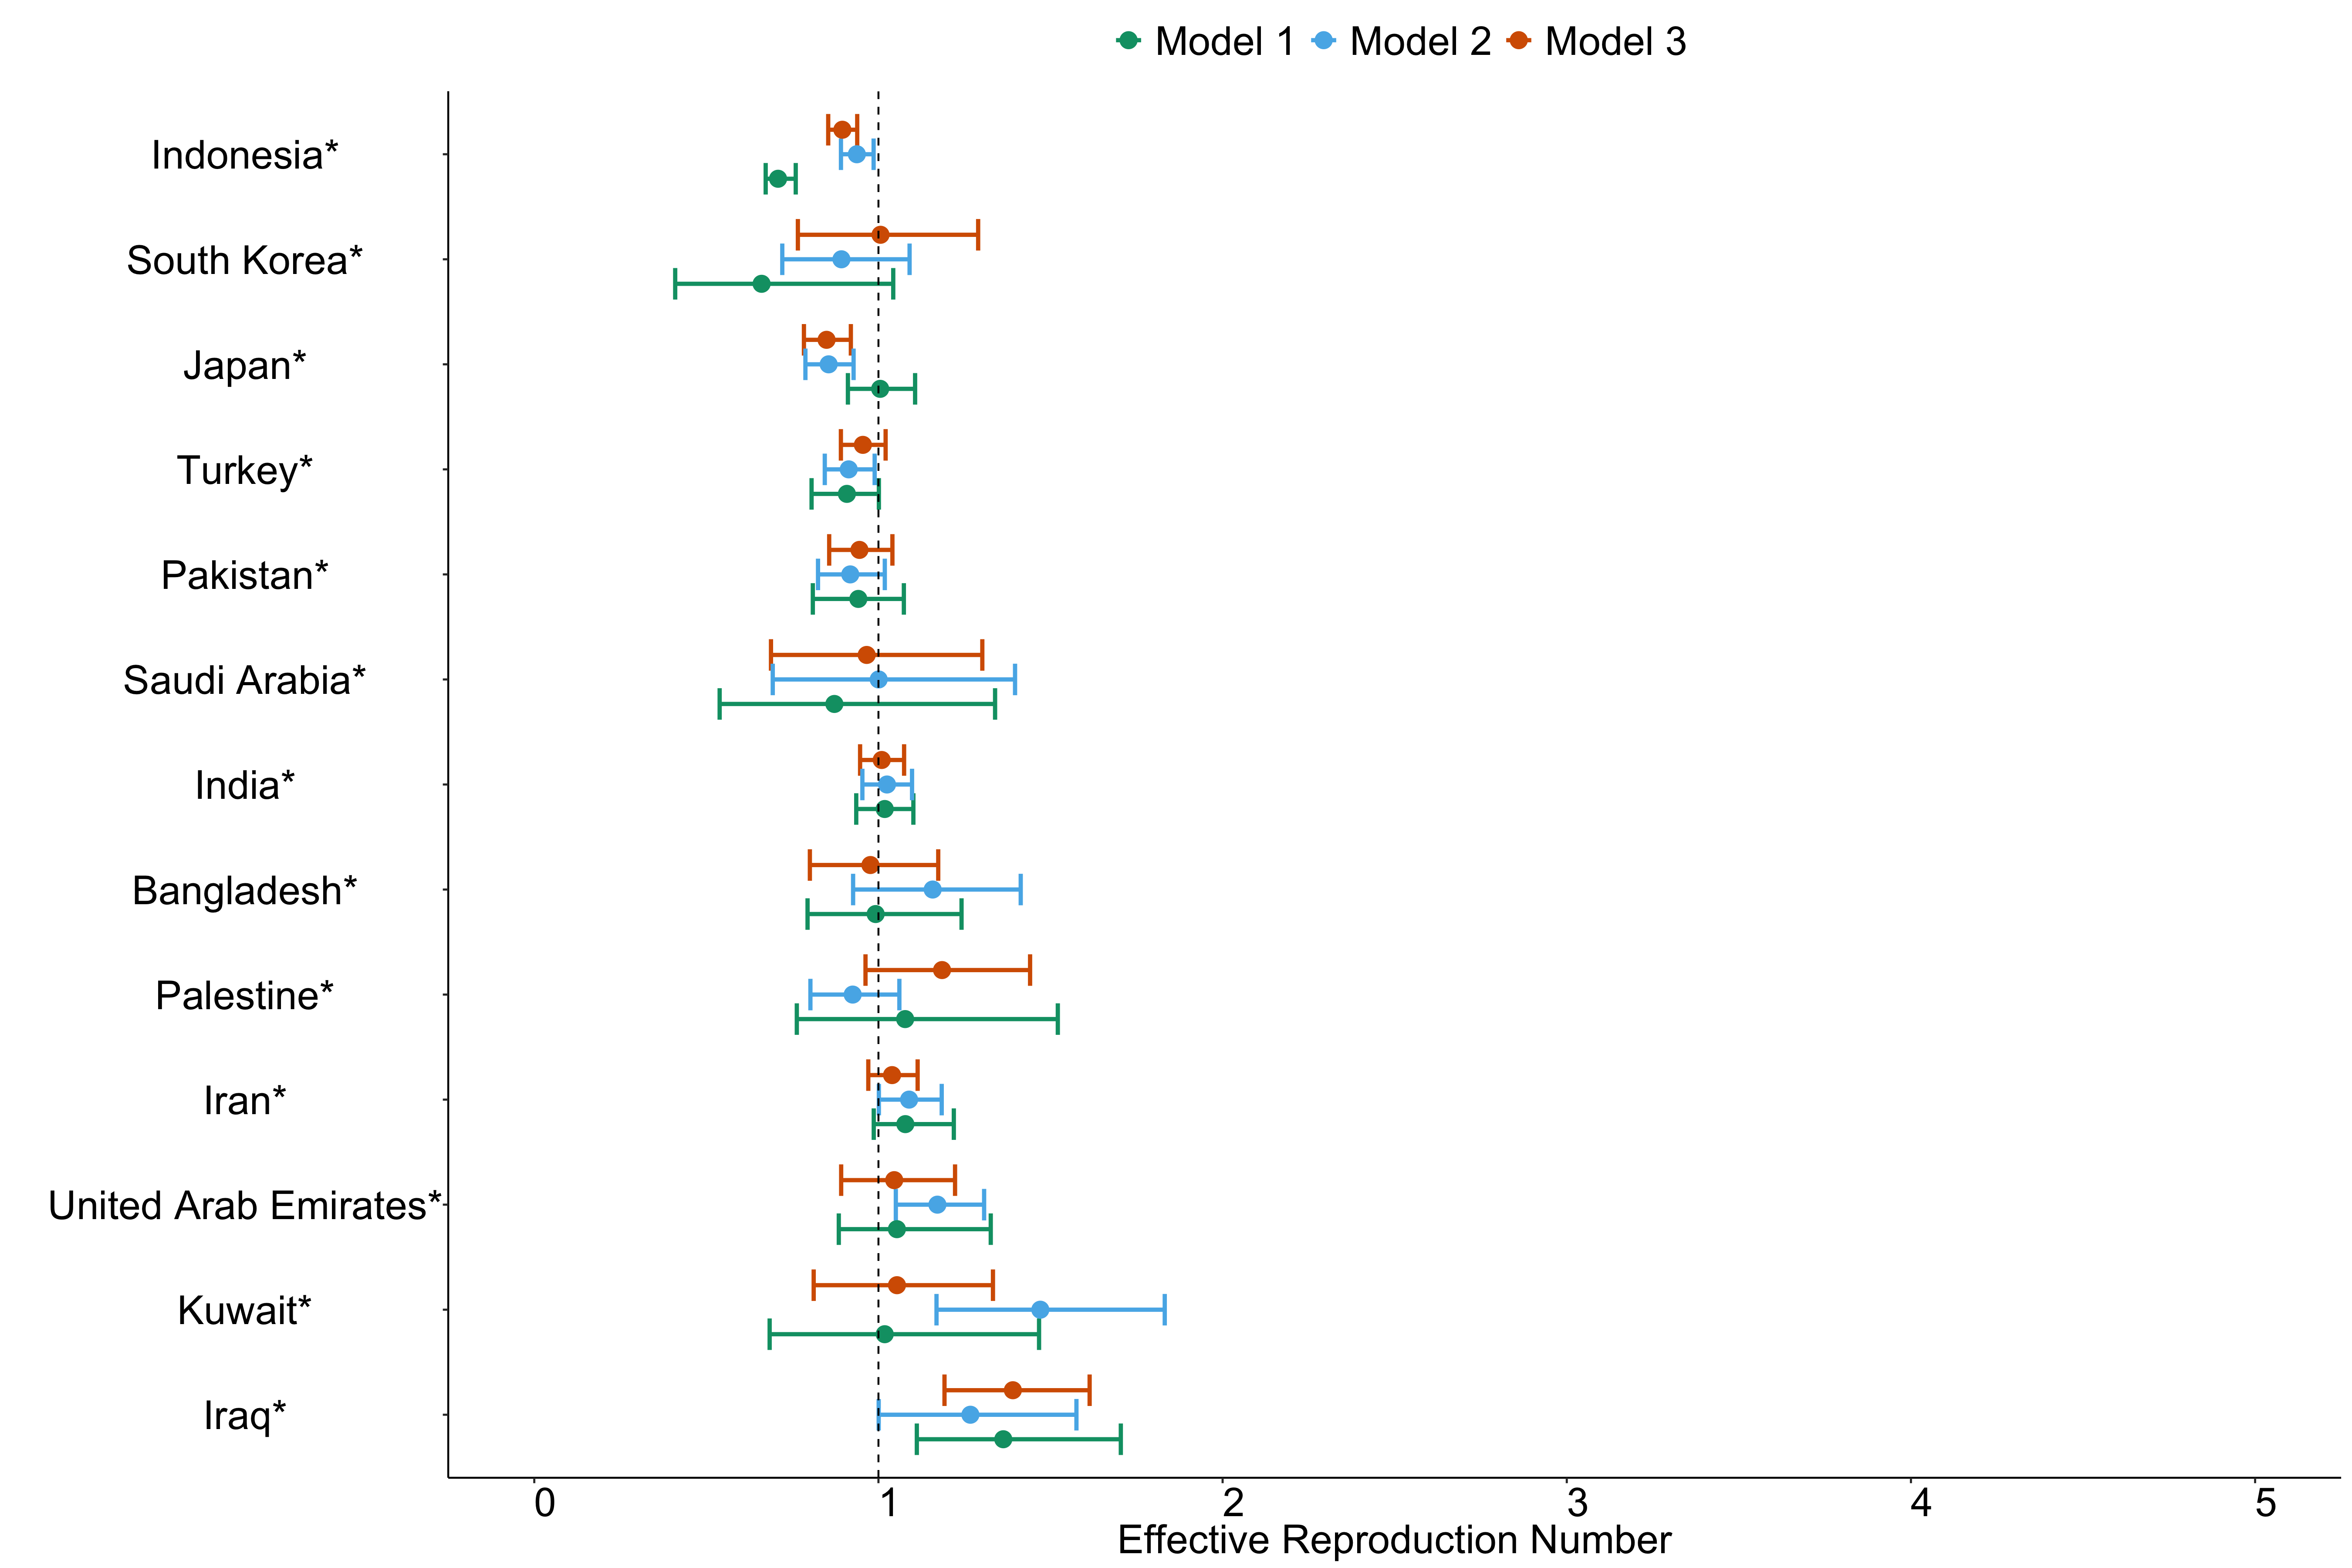 Model 1 Model 2 Model 3
Indonesia*
South Korea*
Japan*
Turkey*
Pakistan*
Saudi Arabia*
India*
Bangladesh*
Palestine*
Iran*
United Arab Emirates*
Kuwait*
Iraq*
0 1 2 3 4 5
Effective Reproduction Number